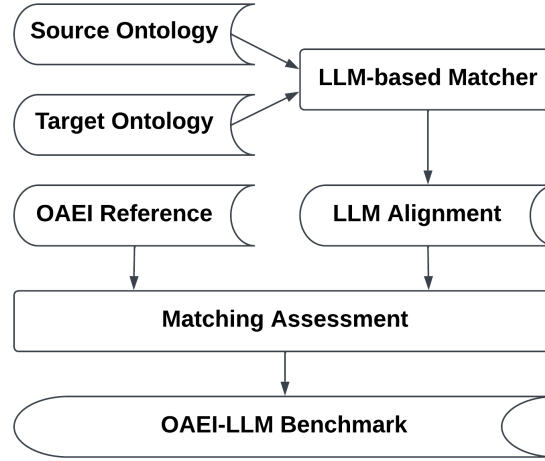 Source Ontology
LLM-based Matcher
Target Ontology
OAEI Reference
LLM Alignment
Matching Assessment
OAEI-LLM Benchmark